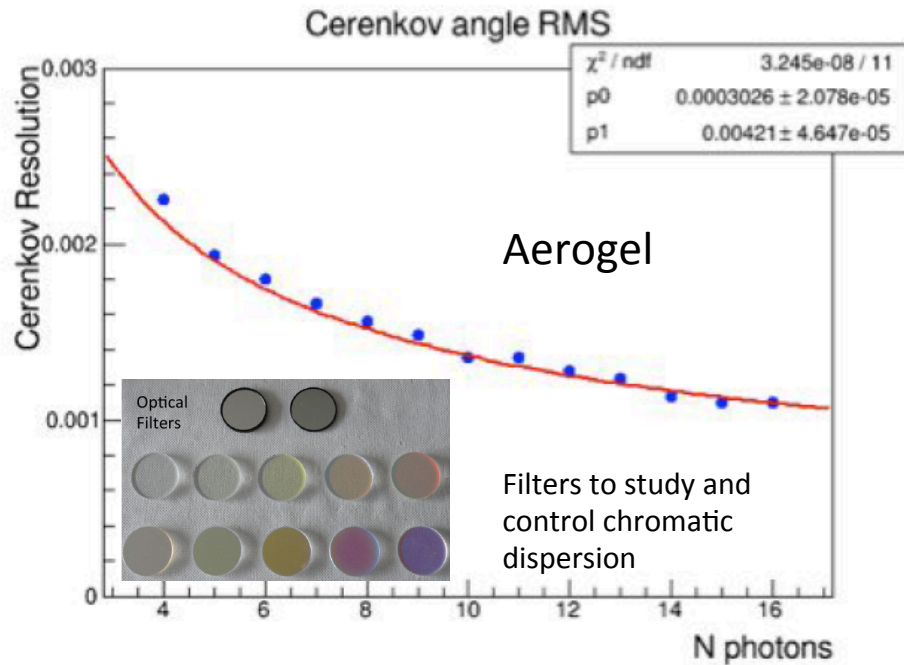 Cerenkov angle RMS
χ² / ndf 3.245e-08 / 11
p0 0.0003026 ± 2.078e-05
p1 0.00421 ± 4.647e-05
Cerenkov Resolution
0.003
0.002
0.001
0
Aerogel
Optical
Filters
Filters to study and
control chromatic
dispersion
4 6 8 10 12 14 16
N photons